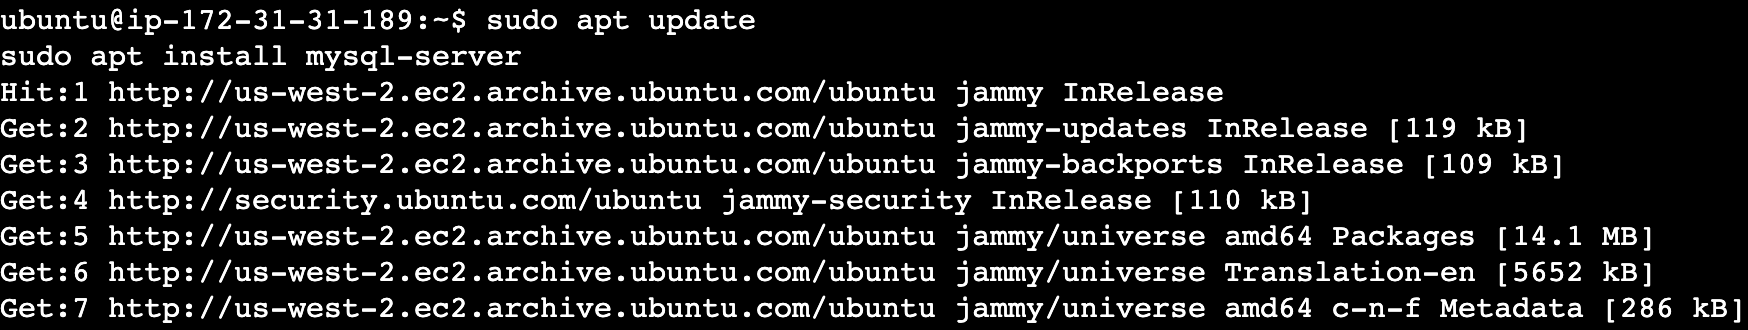 ubuntu@ip-172-31-31-189:~$ sudo apt update
sudo apt install mysql-server
Hit:1 http://us-west-2.ec2.archive.ubuntu.com/ubuntu jammy InRelease
Get:2 http://us-west-2.ec2.archive.ubuntu.com/ubuntu jammy-updates InRelease [119 kB]
Get:3 http://us-west-2.ec2.archive.ubuntu.com/ubuntu jammy-backports InRelease [109 kB]
Get:4 http://security.ubuntu.com/ubuntu jammy-security InRelease [110 kB]
Get:5 http://us-west-2.ec2.archive.ubuntu.com/ubuntu jammy/universe amd64 Packages [14.1 MB]
Get:6 http://us-west-2.ec2.archive.ubuntu.com/ubuntu jammy/universe Translation-en [5652 kB]
Get:7 http://us-west-2.ec2.archive.ubuntu.com/ubuntu jammy/universe amd64 c-n-f Metadata [286 kB]